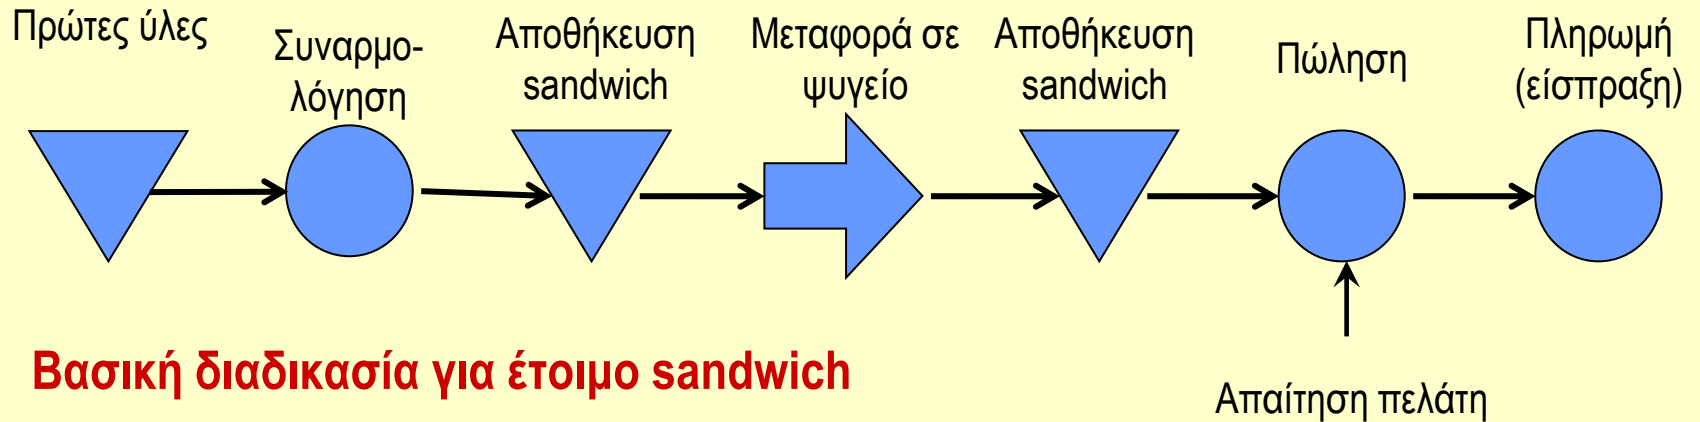 Πρώτες ύλες
Συναρμο-
λόγηση
Αποθήκευση
sandwich
Μεταφορά σε
ψυγείο
Αποθήκευση
sandwich
Πώληση
Πληρωμή
(είσπραξη)
Βασική διαδικασία για έτοιμο sandwich
Απαίτηση πελάτη